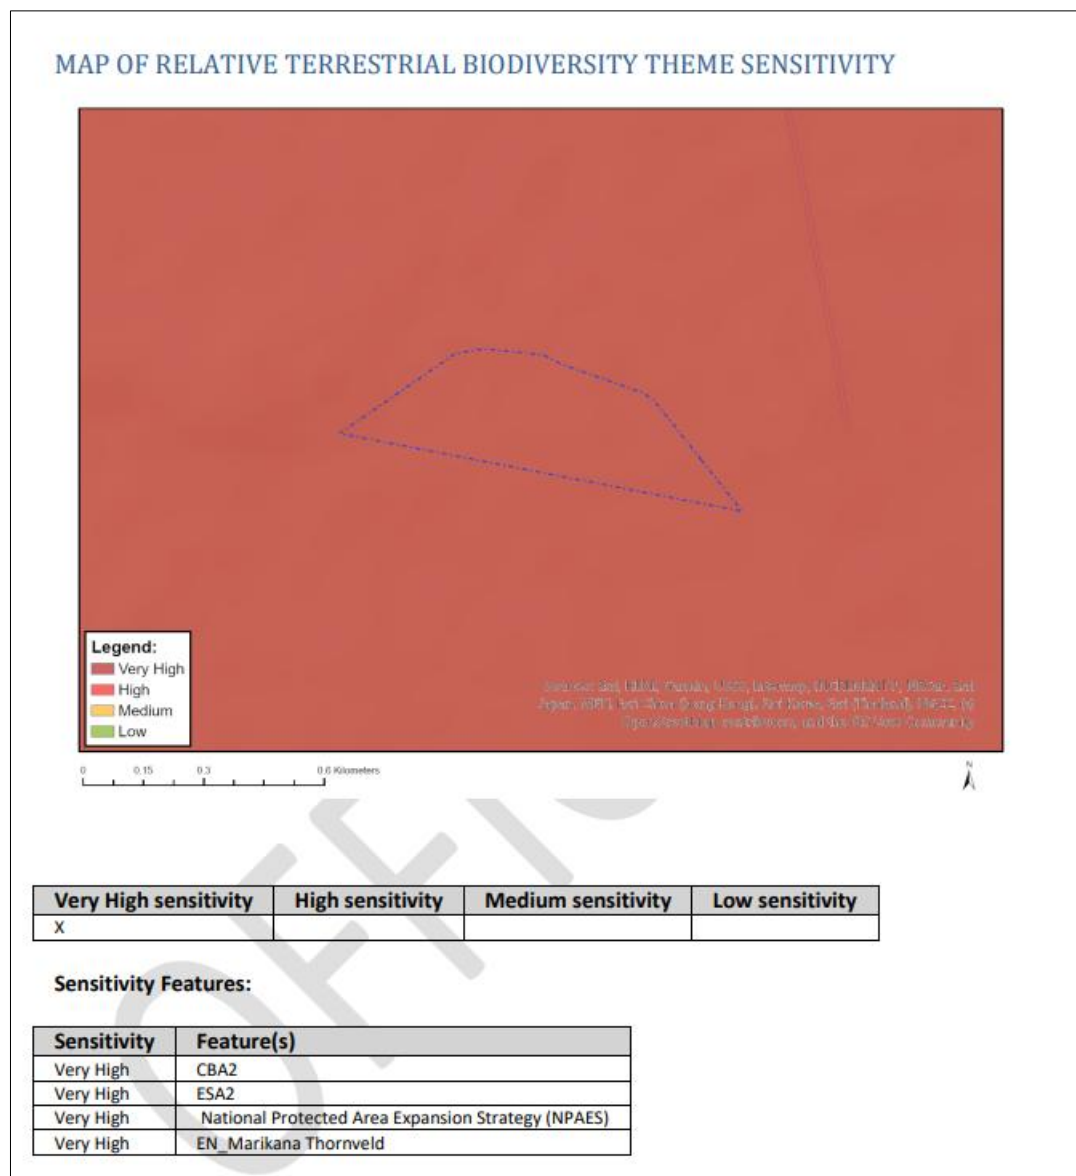 MAP OF RELATIVE TERRESTRIAL BIODIVERSITY THEME SENSITIVITY
Legend:
Very High
High
Medium
Low
0 0.15 0.3 0.6 Kilometers
N
Very High sensitivity High sensitivity Medium sensitivity Low sensitivity
X
Sensitivity Features:
Sensitivity Feature(s)
Very High CBA2
Very High ESA2
Very High National Protected Area Expansion Strategy (NPAES)
Very High EN_Marikana Thornveld